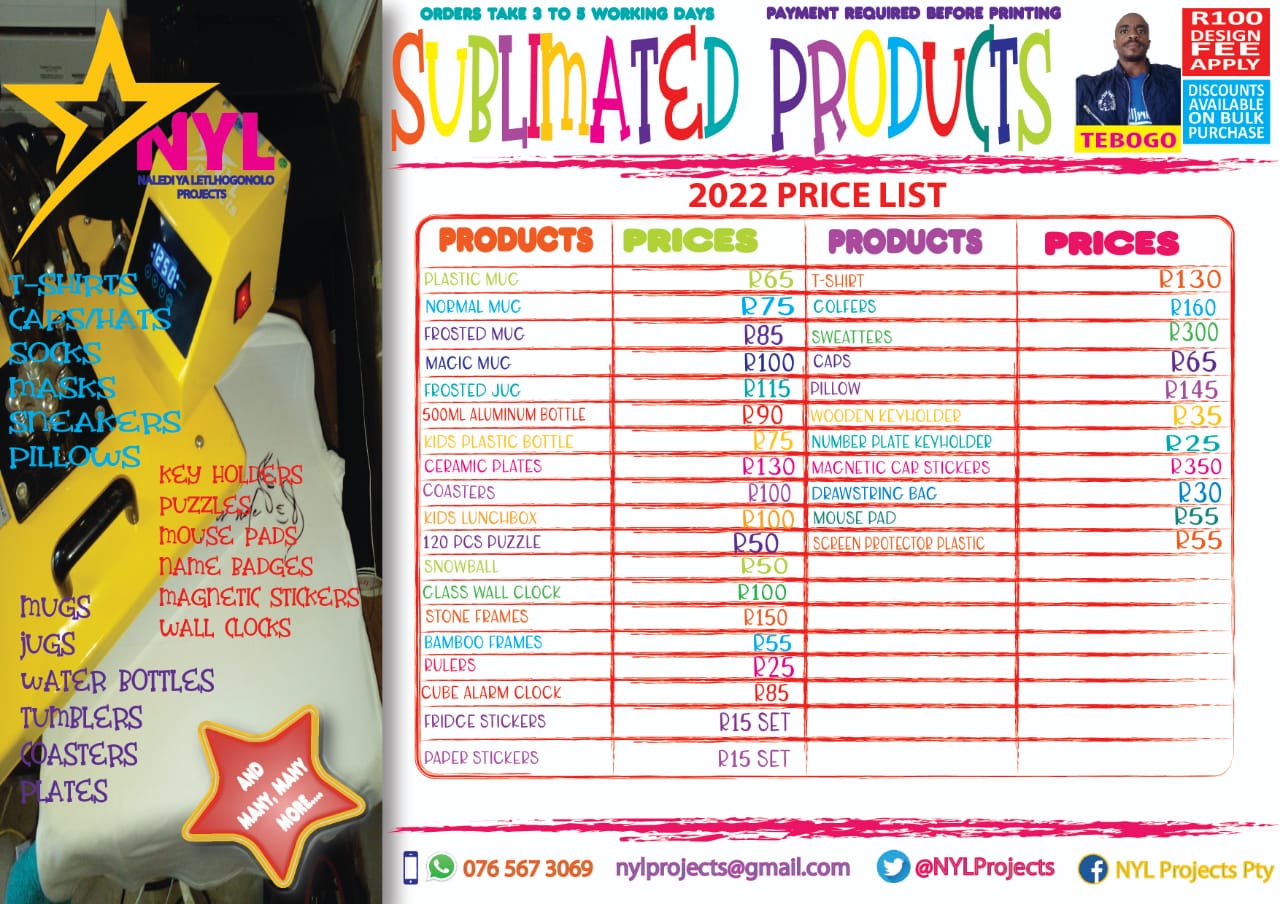 ORDERS TAKE 3 TO 5 WORKING DAYS
PAYMENT REQUIRED BEFORE PRINTING
SUBLIMATED PRODUCTS
TEBOGO
R100
DESIGN
FEE
APPLY
DISCOUNTS
AVAILABLE
ON BULK
PURCHASE
NYL
NALEDI YA LETLHOGONOLO
PROJECTS
T-SHIRTS
CAPS/HATS
SOCKS
MASKS
SNEAKERS
PILLOWS
KEY HOLDERS
PUZZLES
MOUSE PADS
NAME BADGES
MAGNETIC STICKERS
WALL CLOCKS
MUGS
JUGS
WATER BOTTLES
TUMBLERS
COASTERS
PLATES
AND
MANY, MANY
MORE....
2022 PRICE LIST
PRODUCTS PRICES PRODUCTS PRICES
PLASTIC MUG R65 T-SHIRT R130
NORMAL MUG R75 GOLFERS R160
FROSTED MUG R85 SWEATTERS R300
MAGIC MUG R100 CAPS R65
FROSTED JUG R115 PILLOW R145
500ML ALUMINUM BOTTLE R90 WOODEN KEYHOLDER R35
KIDS PLASTIC BOTTLE R75 NUMBER PLATE KEYHOLDER R25
CERAMIC PLATES R130 MAGNETIC CAR STICKERS R350
COASTERS R100 DRAWSTRING BAG R30
KIDS LUNCHBOX R100 MOUSE PAD R55
120 PCS PUZZLE R50 SCREEN PROTECTOR PLASTIC R55
SNOWBALL R50
GLASS WALL CLOCK R100
STONE FRAMES R150
BAMBOO FRAMES R55
RULERS R25
CUBE ALARM CLOCK R85
FRIDGE STICKERS R15 SET
PAPER STICKERS R15 SET
076 567 3069 nylprojects@gmail.com @NYLProjects NYL Projects Pty